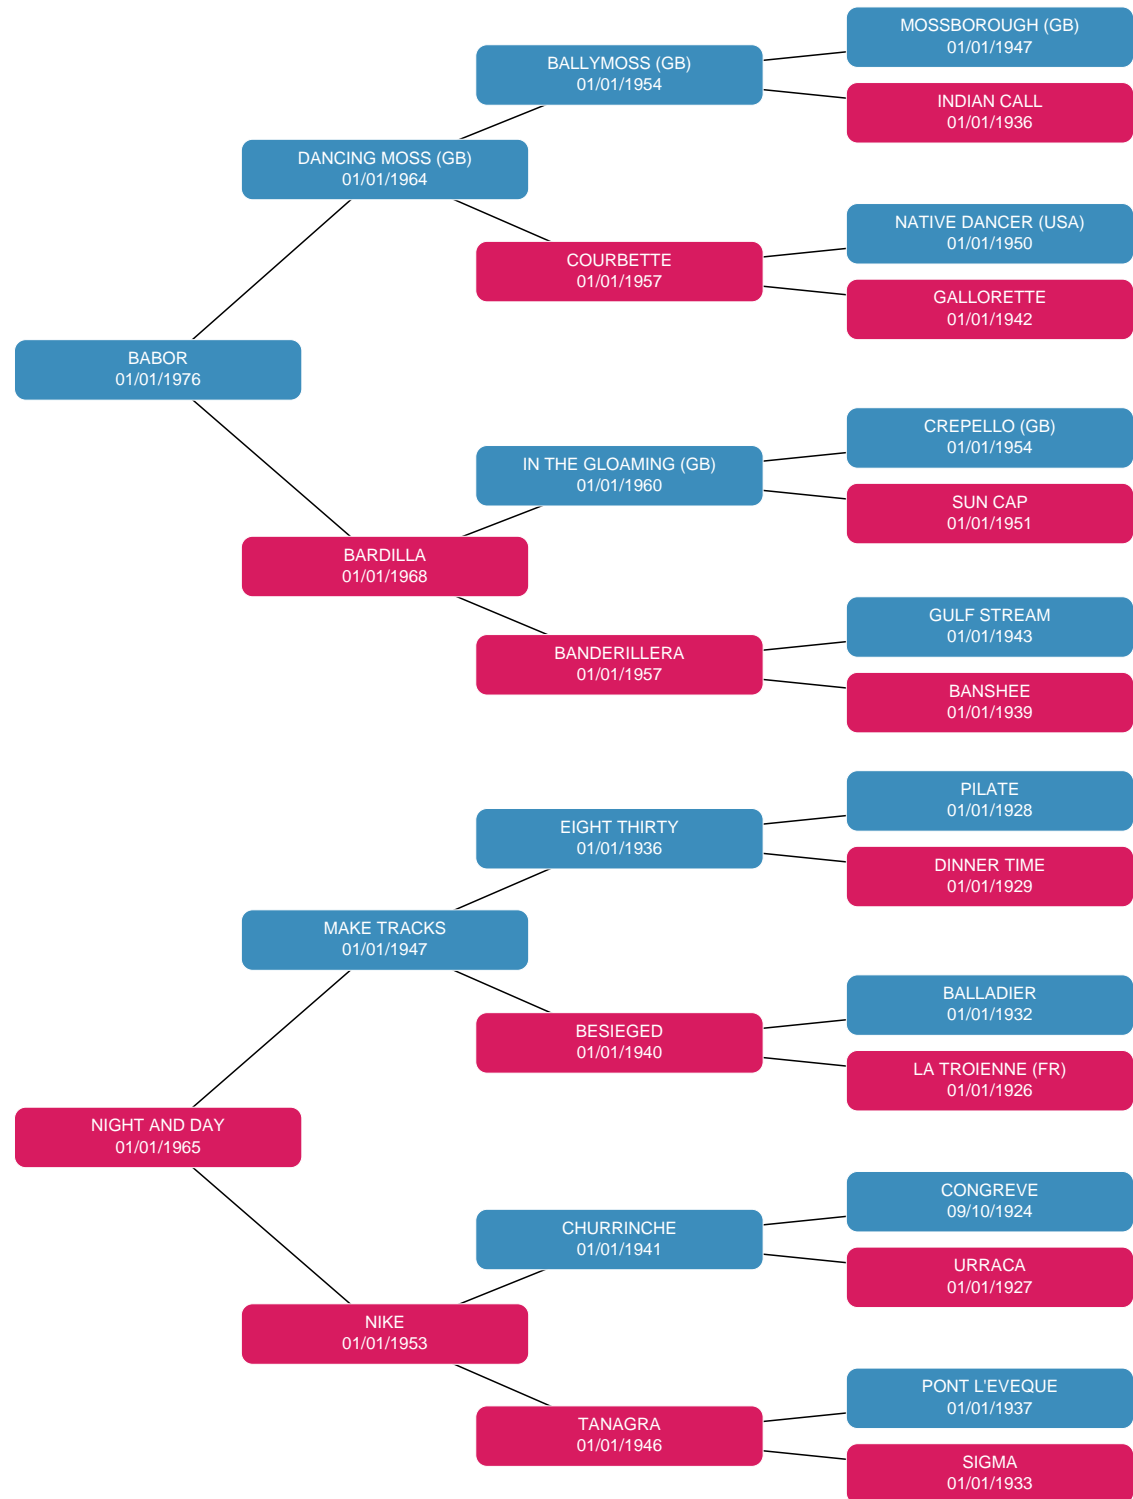 MOSSBOROUGH (GB)
01/01/1947
BALLYMOSS (GB)
01/01/1954
INDIAN CALL
01/01/1936
DANCING MOSS (GB)
01/01/1964
NATIVE DANCER (USA)
01/01/1950
COURBETTE
01/01/1957
GALLORETTE
01/01/1942
BABOR
01/01/1976
CREPELLO (GB)
01/01/1954
IN THE GLOAMING (GB)
01/01/1960
SUN CAP
01/01/1951
BARDILLA
01/01/1968
GULF STREAM
01/01/1943
BANDERILLERA
01/01/1957
BANSHEE
01/01/1939
PILATE
01/01/1928
EIGHT THIRTY
01/01/1936
DINNER TIME
01/01/1929
MAKE TRACKS
01/01/1947
BALLADIER
01/01/1932
BESIEGED
01/01/1940
LA TROIENNE (FR)
01/01/1926
NIGHT AND DAY
01/01/1965
CONGREVE
09/10/1924
CHURRINCHE
01/01/1941
URRACA
01/01/1927
NIKE
01/01/1953
PONT L'EVEQUE
01/01/1937
TANAGRA
01/01/1946
SIGMA
01/01/1933